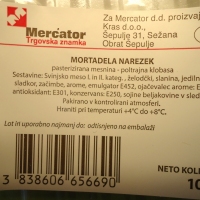 Mercator
Trgovska znamka
Za Mercator d.d. proizvaj
Kras d.o.o.,
Šepulje 31, Sežana
Obrat Šepulje
MORTADELA NAREZEK
pasterizirana mesnina - poltrajna klobasa
Sestavine: Svinjsko meso I. in II. kateg., želodčki, slanina, jedilna
sladkor, začimbe, arome, emulgator E452, ojačevalec arome: E
antioksidant: E301, konzervans: E250, sojine beljakovine v sled
Pakirano v kontrolirani atmosferi.
Hraniti pri temperaturi +4°C do +8°C.
Lot in uporabno najmanj do: odtisnjeno na embalaži
NETO KOLI
10
3 838606 656690